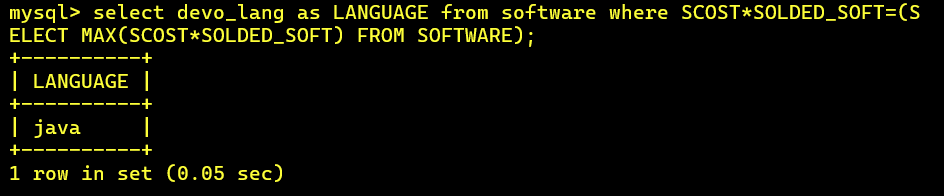 mysql> select devo_lang as LANGUAGE from software where SCOST*SOLDED_SOFT=(S
ELECT MAX(SCOST*SOLDED_SOFT) FROM SOFTWARE);
+----------+
| LANGUAGE |
+----------+
| java     |
+----------+
1 row in set (0.05 sec)